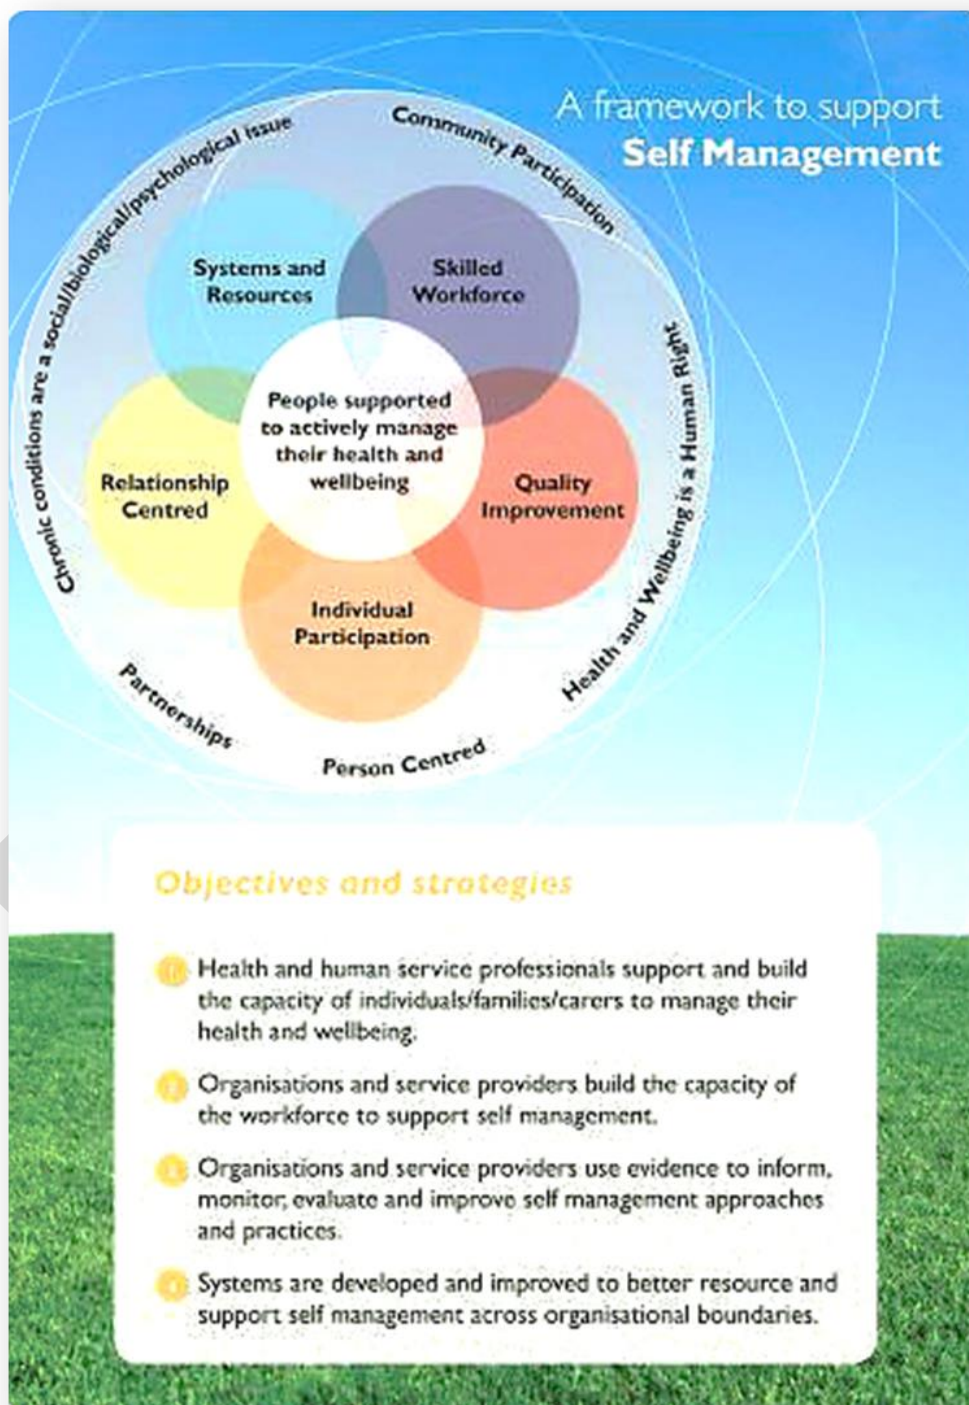 A framework to support
Self Management
Chronic conditions are a social/biological/psychological issue
Community Participation
Health and Wellbeing is a Human Right
Person Centred
Partnerships
Systems and
Resources
Skilled
Workforce
People supported
to actively manage
their health and
wellbeing
Relationship
Centred
Quality
Improvement
Individual
Participation
Objectives and strategies
1 Health and human service professionals support and build
the capacity of individuals/families/carers to manage their
health and wellbeing.
2 Organisations and service providers build the capacity of
the workforce to support self management.
3 Organisations and service providers use evidence to inform,
monitor, evaluate and improve self management approaches
and practices.
4 Systems are developed and improved to better resource and
support self management across organisational boundaries.